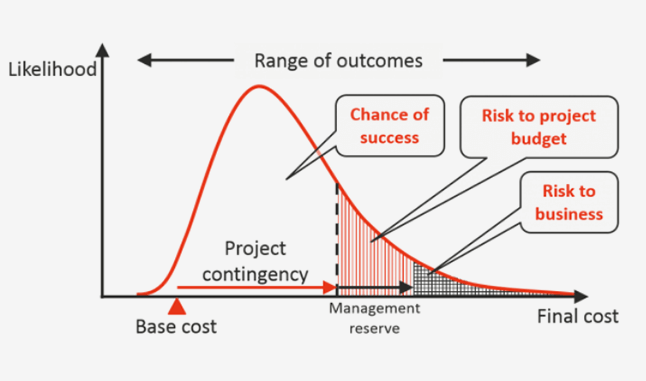 Range of outcomes
Likelihood
Chance of
success
Risk to project
budget
Risk to
business
Project
contingency
Management
reserve
Base cost
Final cost